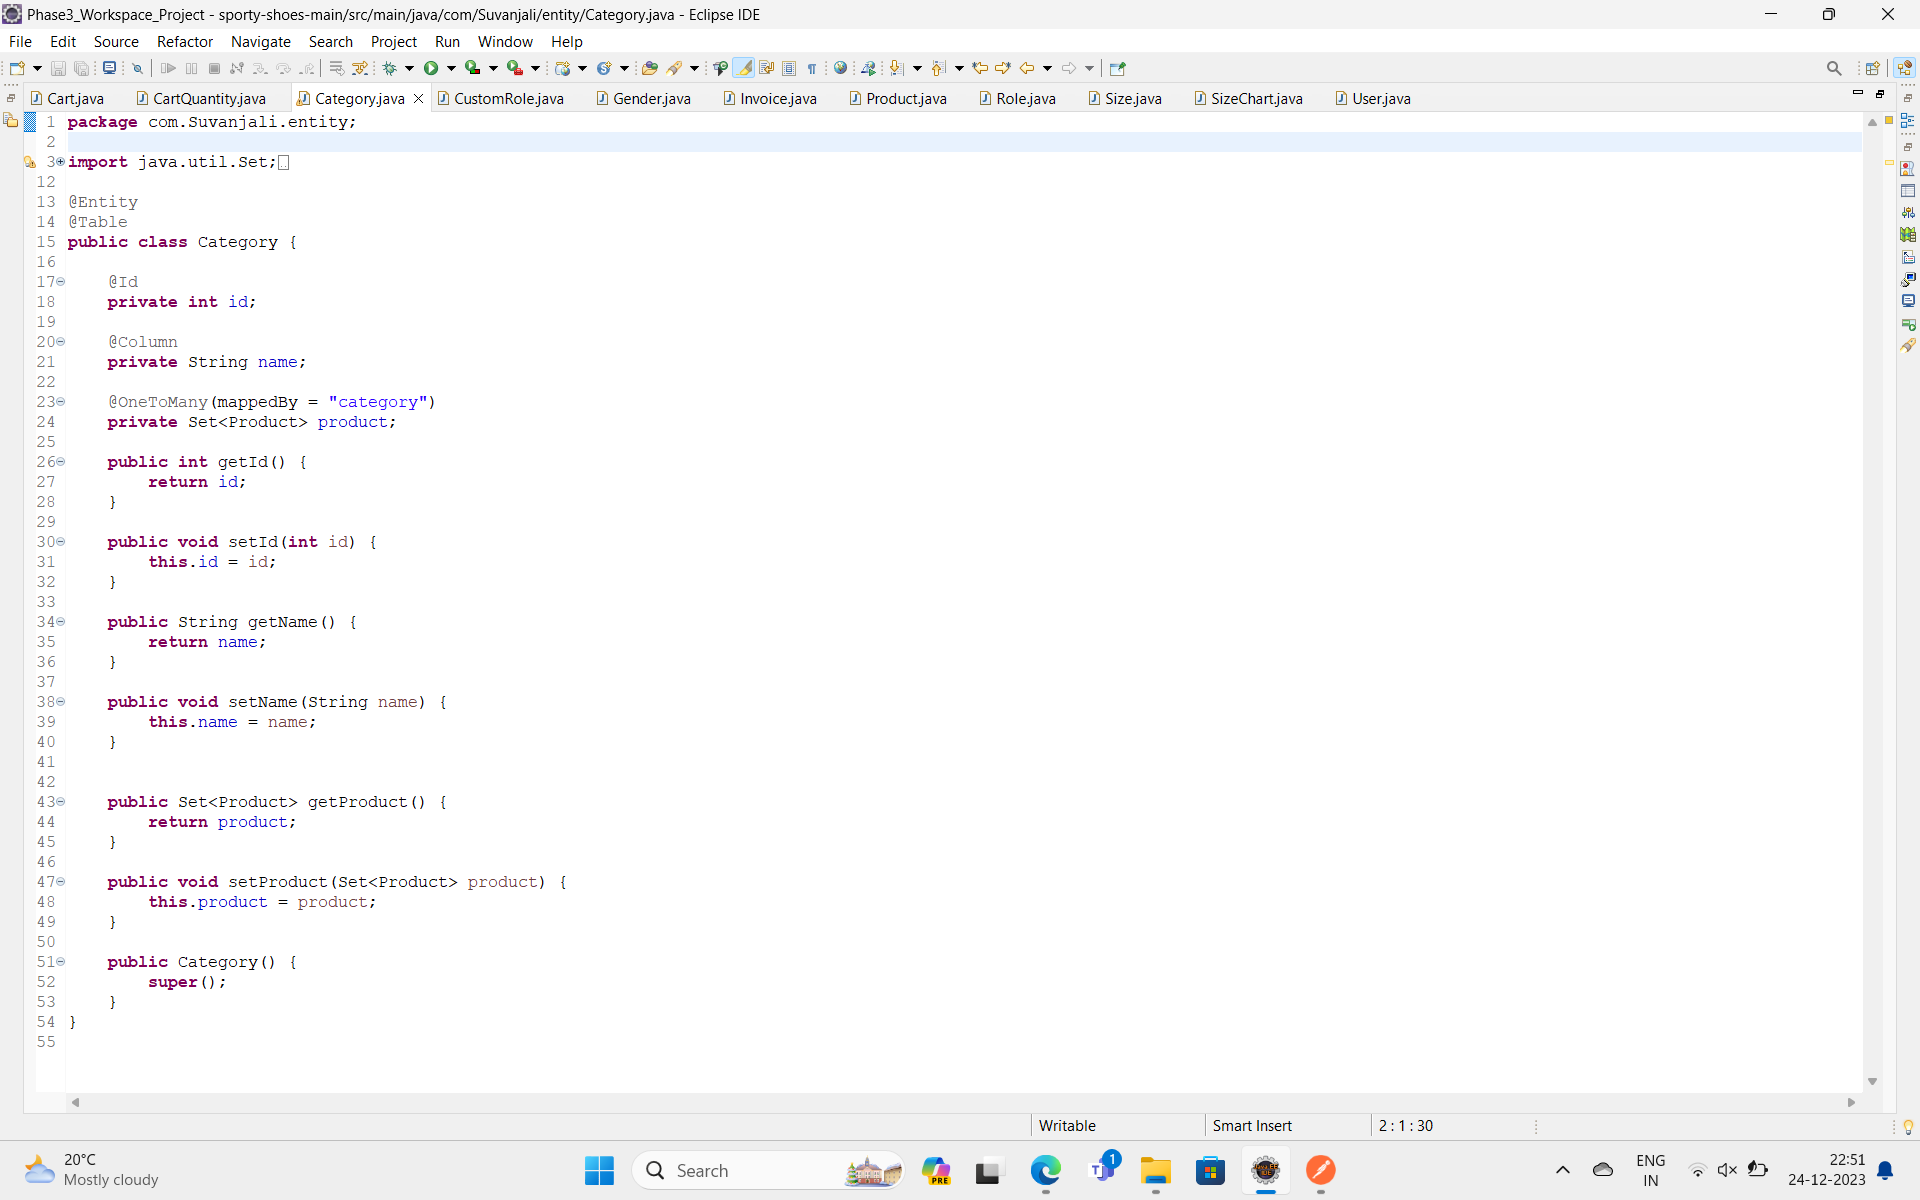 Phase3_Workspace_Project - sporty-shoes-main/src/main/java/com/Suvanjali/entity/Category.java - Eclipse IDE
File Edit Source Refactor Navigate Search Project Run Window Help
Cart.java CartQuantity.java Category.java CustomRole.java Gender.java Invoice.java Product.java Role.java Size.java SizeChart.java User.java
1 package com.Suvanjali.entity;
2
3 import java.util.Set;
12
13 @Entity
14 @Table
15 public class Category {
16
17 @Id
18 private int id;
19
20 @Column
21 private String name;
22
23 @OneToMany(mappedBy = "category")
24 private Set<Product> product;
25
26 public int getId() {
27 return id;
28 }
29
30 public void setId(int id) {
31 this.id = id;
32 }
33
34 public String getName() {
35 return name;
36 }
37
38 public void setName(String name) {
39 this.name = name;
40 }
41
42
43 public Set<Product> getProduct() {
44 return product;
45 }
46
47 public void setProduct(Set<Product> product) {
48 this.product = product;
49 }
50
51 public Category() {
52 super();
53 }
54 }
55
Writable Smart Insert 2 : 1 : 30
20°C
Mostly cloudy
Search
PRE
1
ENG
IN
22:51
24-12-2023